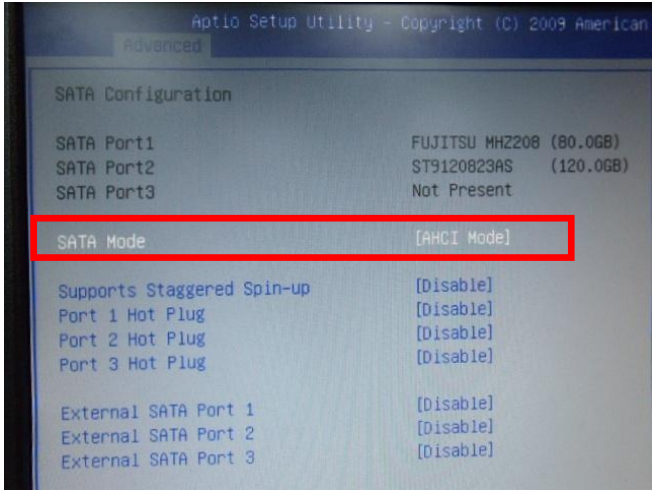 Aptio Setup Utility - Copyright (C) 2009 American
Advanced
SATA Configuration
SATA Port1 FUJITSU MHZ208 (80.0GB)
SATA Port2 ST9120823AS (120.0GB)
SATA Port3 Not Present
SATA Mode [AHCI Mode]
Supports Staggered Spin-up [Disable]
Port 1 Hot Plug [Disable]
Port 2 Hot Plug [Disable]
Port 3 Hot Plug [Disable]
External SATA Port 1 [Disable]
External SATA Port 2 [Disable]
External SATA Port 3 [Disable]